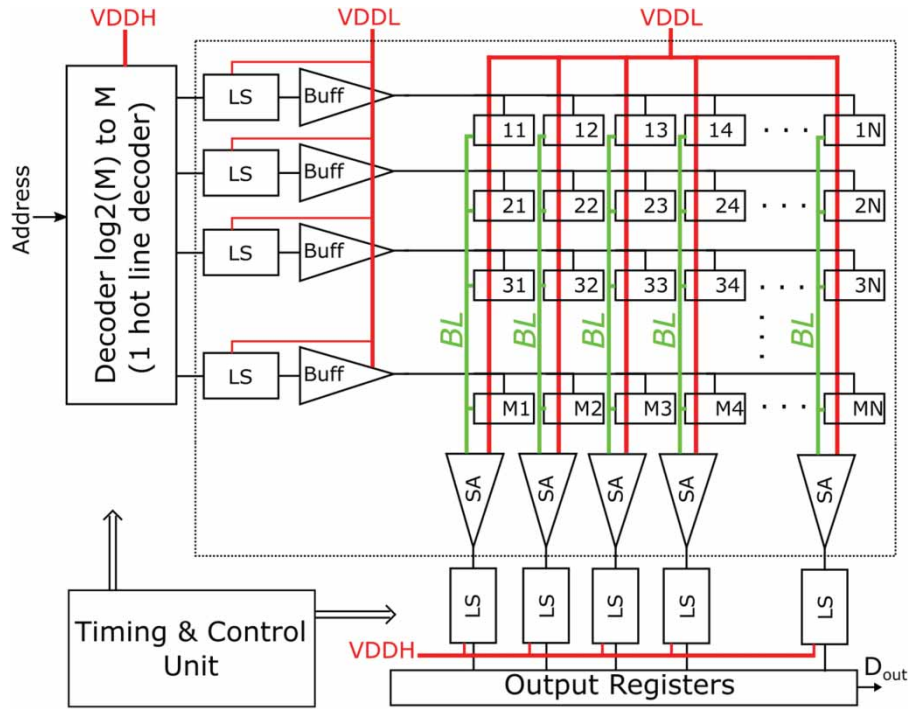 VDDH
VDDL
VDDL
Address
Decoder log2(M) to M
(1 hot line decoder)
LS
Buff
11
12
13
14
. . .
1N
LS
Buff
21
22
23
24
. . .
2N
LS
Buff
31
32
33
34
. . .
3N
BL
BL
BL
BL
BL
LS
Buff
M1
M2
M3
M4
. . .
MN
SA
SA
SA
SA
SA
LS
LS
LS
LS
LS
Timing & Control
Unit
VDDH
Output Registers
Dout